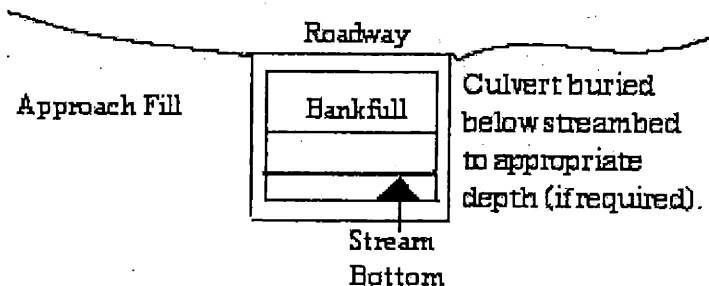 Roadway
Approach Fill
Bankfull
Culvert buried
below streambed
to appropriate
depth (if required).
Stream
Bottom